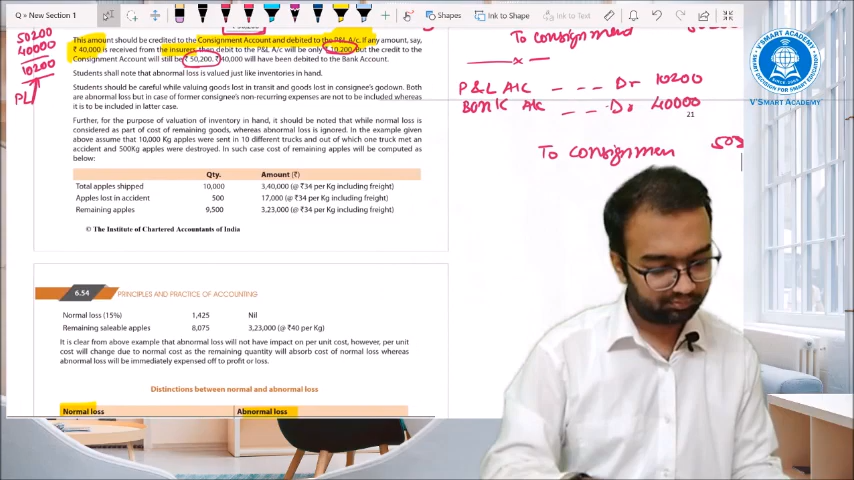 Q » New Section 1
Shapes
Ink to Shape
Ink to Text
This amount should be credited to the Consignment Account and debited to the P&L A/c. If any amount, say,
₹ 40,000 is received from the insurers, then debit to the P&L A/c will be only ₹ 10,200, but the credit to the
Consignment Account will still be ₹ 50,200. ₹ 40,000 will have been debited to the Bank Account.
50200
40000
10200
PL
Students shall note that abnormal loss is valued just like inventories in hand.
Students should be careful while valuing goods lost in transit and goods lost in consignee's godown. Both
are abnormal loss but in case of former consignee's non-recurring expenses are not to be included whereas
it is to be included in latter case.
Further, for the purpose of valuation of inventory in hand, it should be noted that while normal loss is
considered as part of cost of remaining goods, whereas abnormal loss is ignored. In the example given
above assume that 10,000 Kg apples were sent in 10 different trucks and out of which one truck met an
accident and 500Kg apples were destroyed. In such case cost of remaining apples will be computed as
below:
Qty. Amount (₹)
Total apples shipped 10,000 3,40,000 (@ ₹34 per Kg including freight)
Apples lost in accident 500 17,000 (@ ₹34 per Kg including freight)
Remaining apples 9,500 3,23,000 (@ ₹34 per Kg including freight)
© The Institute of Chartered Accountants of India
6.54 PRINCIPLES AND PRACTICE OF ACCOUNTING
Normal loss (15%) 1,425 Nil
Remaining saleable apples 8,075 3,23,000 (@ ₹40 per Kg)
It is clear from above example that abnormal loss will not have impact on per unit cost, however, per unit
cost will change due to normal cost as the remaining quantity will absorb cost of normal loss whereas
abnormal loss will be immediately expensed off to profit or loss.
Distinctions between normal and abnormal loss
Normal loss Abnormal loss
To Consignment
x
P&L A/C _ _ _ Dr 10200
Bank A/C _ _ Dr 40000
21
To Consignmen 502
V'SMART ACADEMY
V'Smart Academy